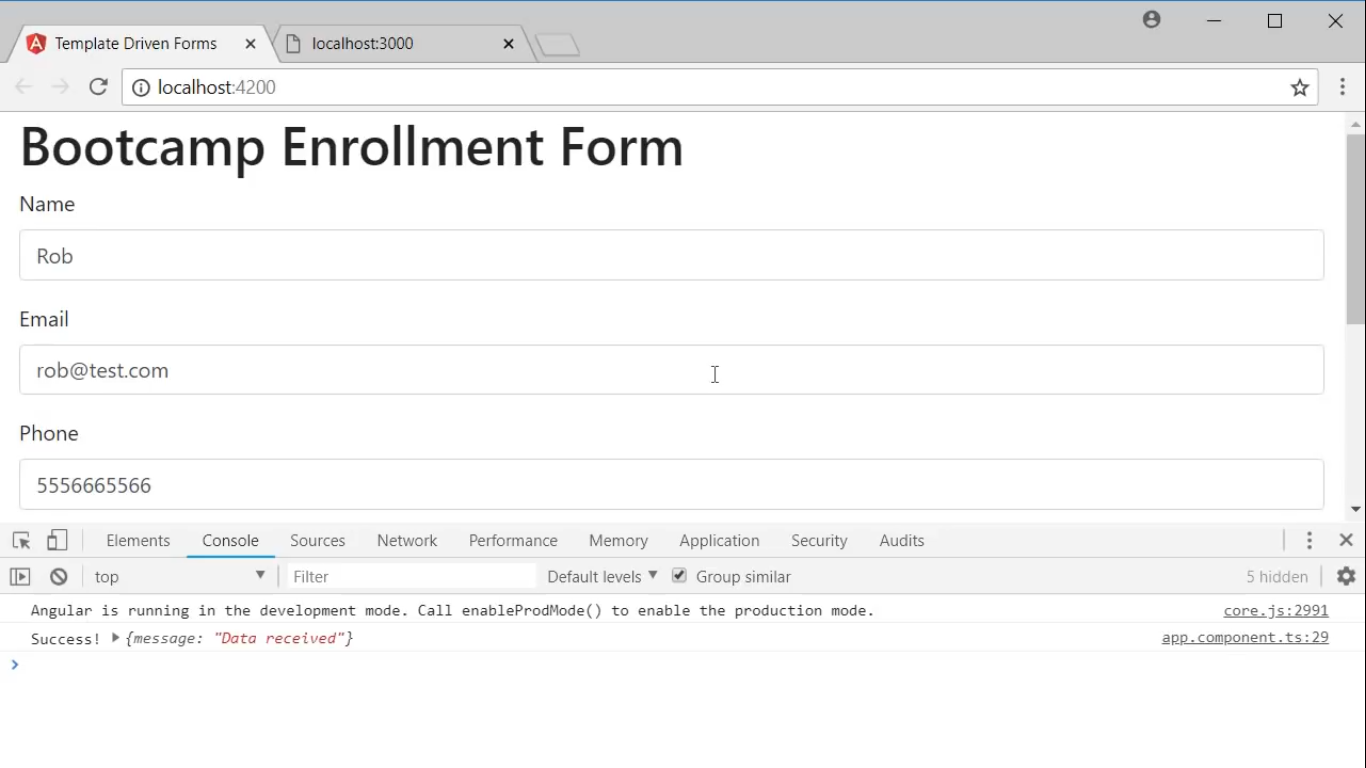 Template Driven Forms
localhost:3000
localhost:4200
Bootcamp Enrollment Form
Name
Rob
Email
rob@test.com
Phone
5556665566
Elements Console Sources Network Performance Memory Application Security Audits
top Filter Default levels Group similar 5 hidden
Angular is running in the development mode. Call enableProdMode() to enable the production mode. core.js:2991
Success! {message: "Data received"} app.component.ts:29